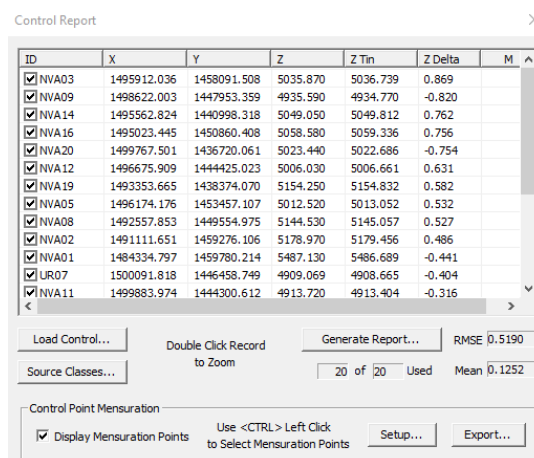 Control Report
ID X Y Z Z Tin Z Delta M
NVA03 1495912.036 1458091.508 5035.870 5036.739 0.869
NVA09 1498622.003 1447953.359 4935.590 4934.770 -0.820
NVA14 1495562.824 1440998.318 5049.050 5049.812 0.762
NVA16 1495023.445 1450860.408 5058.580 5059.336 0.756
NVA20 1499767.501 1436720.061 5023.440 5022.686 -0.754
NVA12 1496675.909 1444425.023 5006.030 5006.661 0.631
NVA19 1493353.665 1438374.070 5154.250 5154.832 0.582
NVA05 1496174.176 1453457.107 5012.520 5013.052 0.532
NVA08 1492557.853 1449554.975 5144.530 5145.057 0.527
NVA02 1491111.651 1459276.106 5178.970 5179.456 0.486
NVA01 1484334.797 1459780.214 5487.130 5486.689 -0.441
UR07 1500091.818 1446458.749 4909.069 4908.665 -0.404
NVA11 1499883.974 1444300.612 4913.720 4913.404 -0.316
Load Control... Double Click Record Generate Report... RMSE 0.5190
Source Classes... to Zoom 20 of 20 Used Mean 0.1252
Control Point Mensuration
Display Mensuration Points Use <CTRL> Left Click Setup... Export...
to Select Mensuration Points